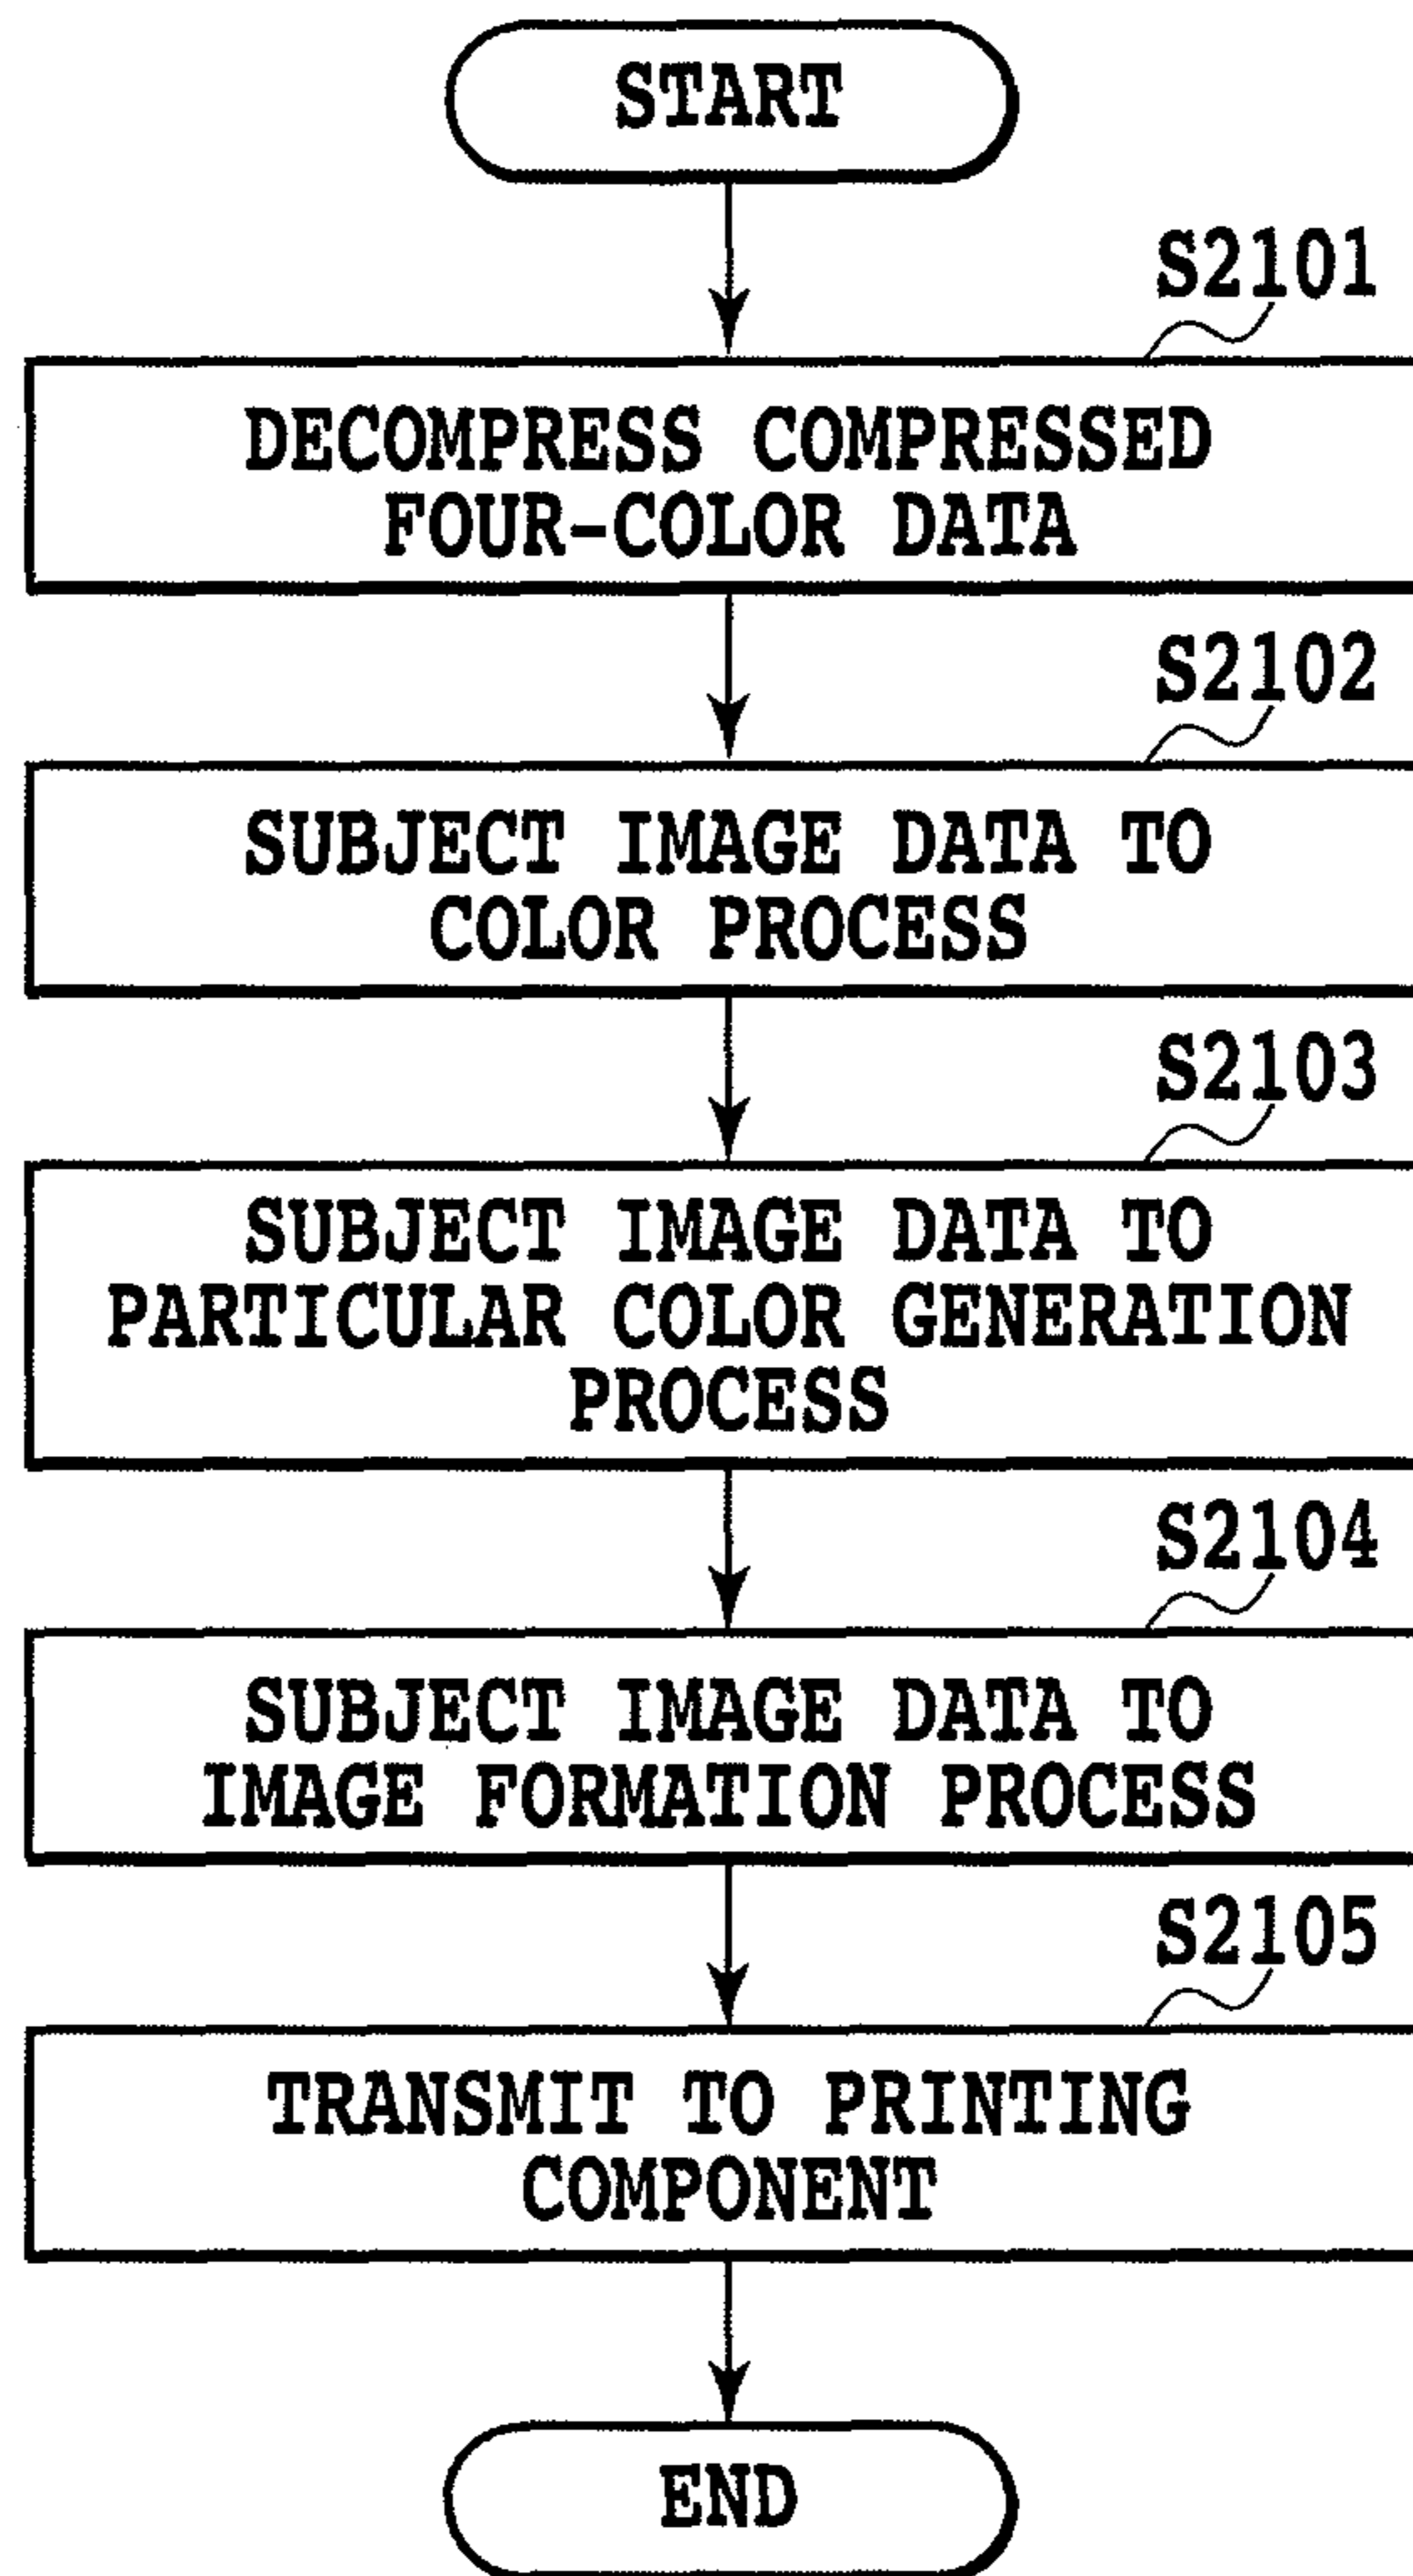 START
S2101
DECOMPRESS COMPRESSED
FOUR-COLOR DATA
S2102
SUBJECT IMAGE DATA TO
COLOR PROCESS
S2103
SUBJECT IMAGE DATA TO
PARTICULAR COLOR GENERATION
PROCESS
S2104
SUBJECT IMAGE DATA TO
IMAGE FORMATION PROCESS
S2105
TRANSMIT TO PRINTING
COMPONENT
END